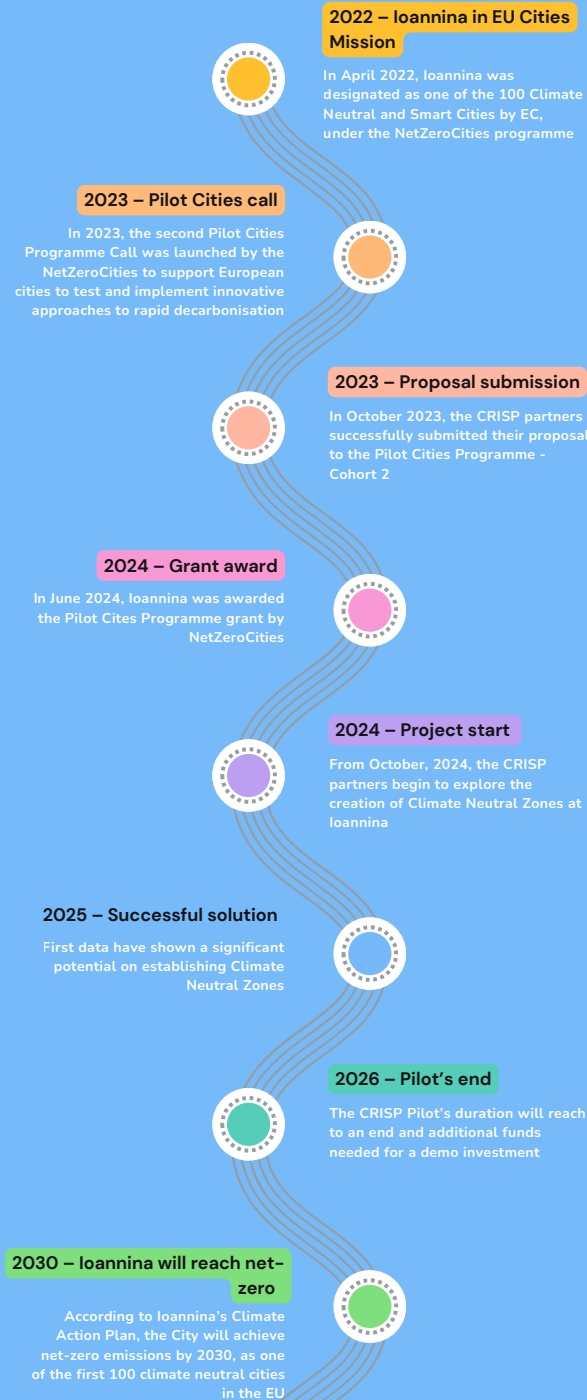 2022 – Ioannina in EU Cities
Mission
In April 2022, Ioannina was
designated as one of the 100 Climate
Neutral and Smart Cities by EC,
under the NetZeroCities programme
2023 – Pilot Cities call
In 2023, the second Pilot Cities
Programme Call was launched by the
NetZeroCities to support European
cities to test and implement innovative
approaches to rapid decarbonisation
2023 – Proposal submission
In October 2023, the CRISP partners
successfully submitted their proposal
to the Pilot Cities Programme -
Cohort 2
2024 – Grant award
In June 2024, Ioannina was awarded
the Pilot Cites Programme grant by
NetZeroCities
2024 – Project start
From October, 2024, the CRISP
partners begin to explore the
creation of Climate Neutral Zones at
Ioannina
2025 – Successful solution
First data have shown a significant
potential on establishing Climate
Neutral Zones
2026 – Pilot’s end
The CRISP Pilot’s duration will reach
to an end and additional funds
needed for a demo investment
2030 – Ioannina will reach net-
zero
According to Ioannina’s Climate
Action Plan, the City will achieve
net-zero emissions by 2030, as one
of the first 100 climate neutral cities
in the EU